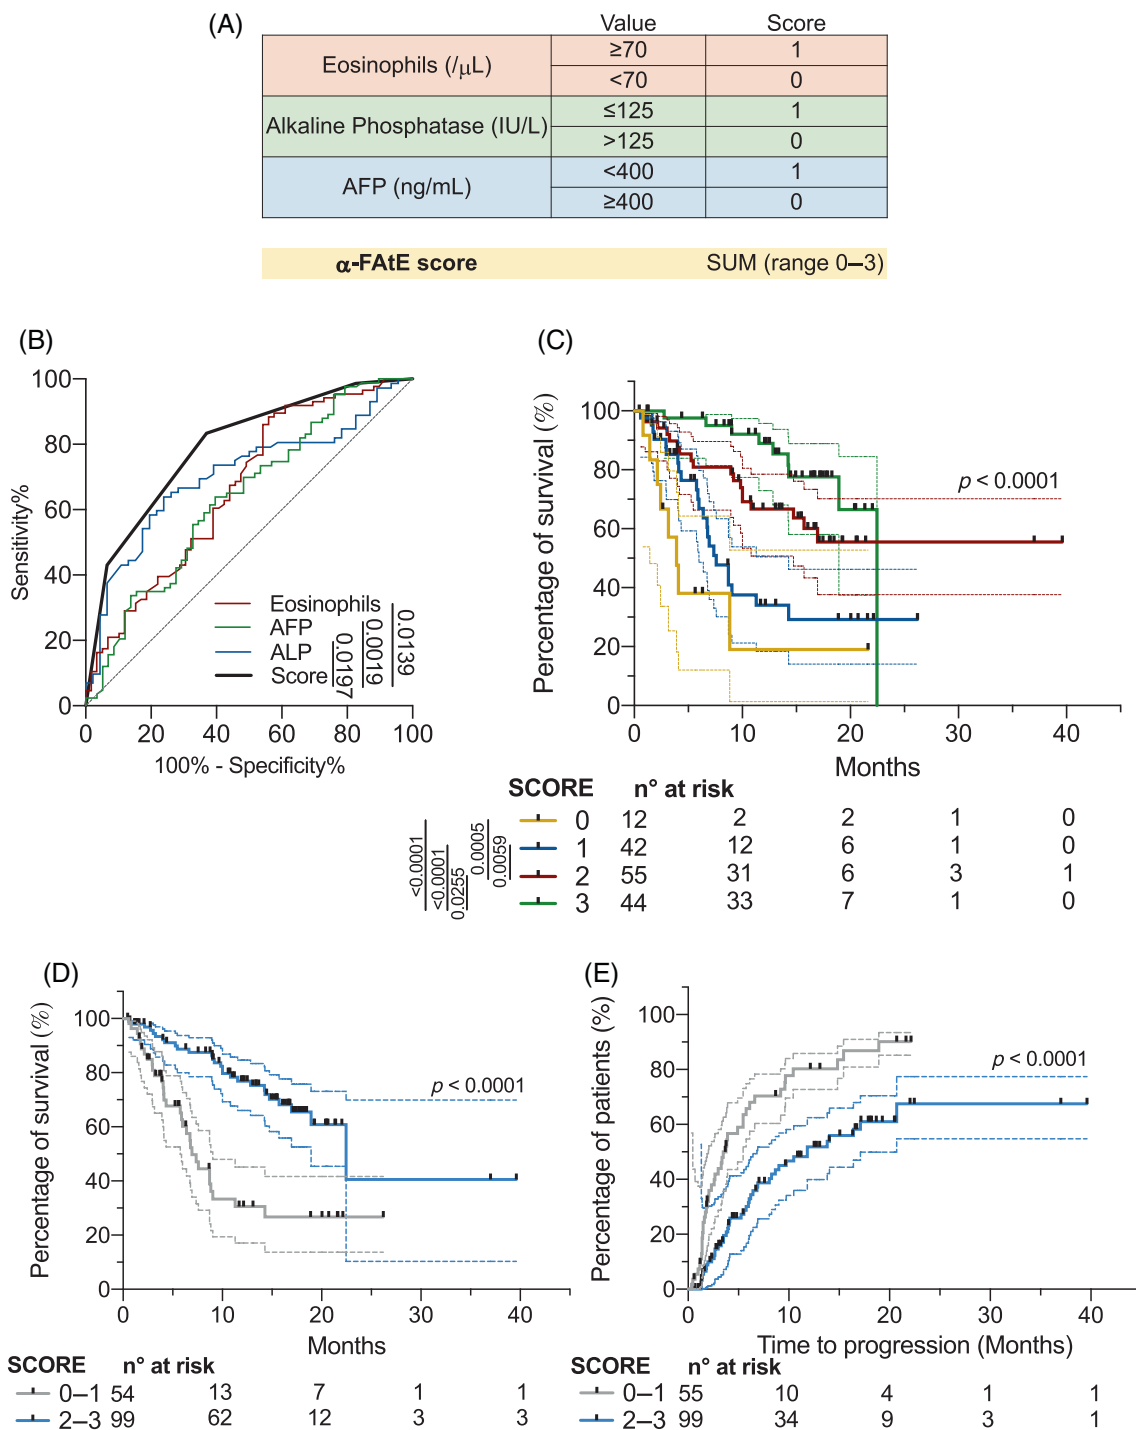 (A)
Value Score
Eosinophils (/μL) ≥70 1
<70 0
Alkaline Phosphatase (IU/L) ≤125 1
>125 0
AFP (ng/mL) <400 1
≥400 0
α-FAtE score SUM (range 0–3)
(B)
100
80
60
40
20
0
Sensitivity%
Eosinophils
AFP
ALP
Score
0.0197
0.0019
0.0139
0 20 40 60 80 100
100% - Specificity%
(C)
100
80
60
40
20
0
Percentage of survival (%)
p < 0.0001
0 10 20 30 40
Months
SCORE n° at risk
0 12 2 2 1 0
1 42 12 6 1 0
2 55 31 6 3 1
3 44 33 7 1 0
<0.0001
<0.0001
0.0255
0.0005
0.0059
(D)
100
80
60
40
20
0
Percentage of survival (%)
p < 0.0001
0 10 20 30 40
Months
SCORE n° at risk
0–1 54 13 7 1 1
2–3 99 62 12 3 3
(E)
100
80
60
40
20
0
Percentage of patients (%)
p < 0.0001
0 10 20 30 40
Time to progression (Months)
SCORE n° at risk
0–1 55 10 4 1 1
2–3 99 34 9 3 1